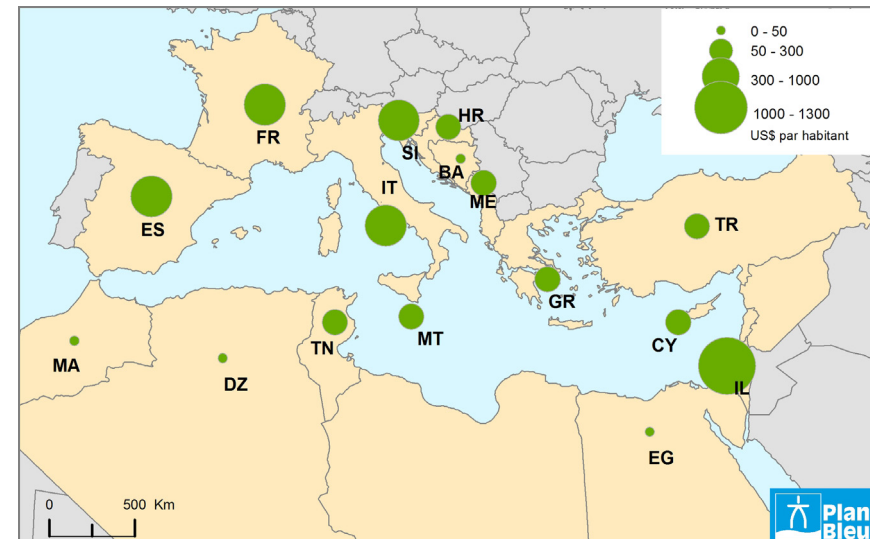 0 - 50
50 - 300
300 - 1000
1000 - 1300
US$ par habitant
FR
SI
HR
BA
IT
ME
ES
TR
GR
MT
TN
CY
MA
DZ
IL
EG
0 500 Km
Plan
Bleu